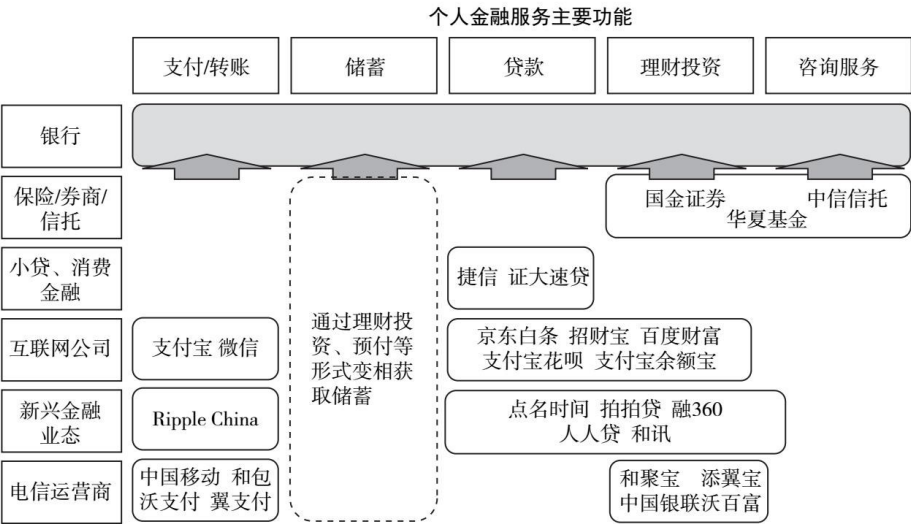 个人金融服务主要功能
支付/转账 储蓄 贷款 理财投资 咨询服务
银行
保险/券商/
信托
国金证券 中信信托
华夏基金
小贷、消费
金融
捷信 证大速贷
互联网公司
支付宝 微信
通过理财投
资、预付等
形式变相获
取储蓄
京东白条 招财宝 百度财富
支付宝花呗 支付宝余额宝
新兴金融
业态
Ripple China
点名时间 拍拍贷 融360
人人贷 和讯
电信运营商
中国移动 和包
沃支付 翼支付
和聚宝 添翼宝
中国银联沃百富